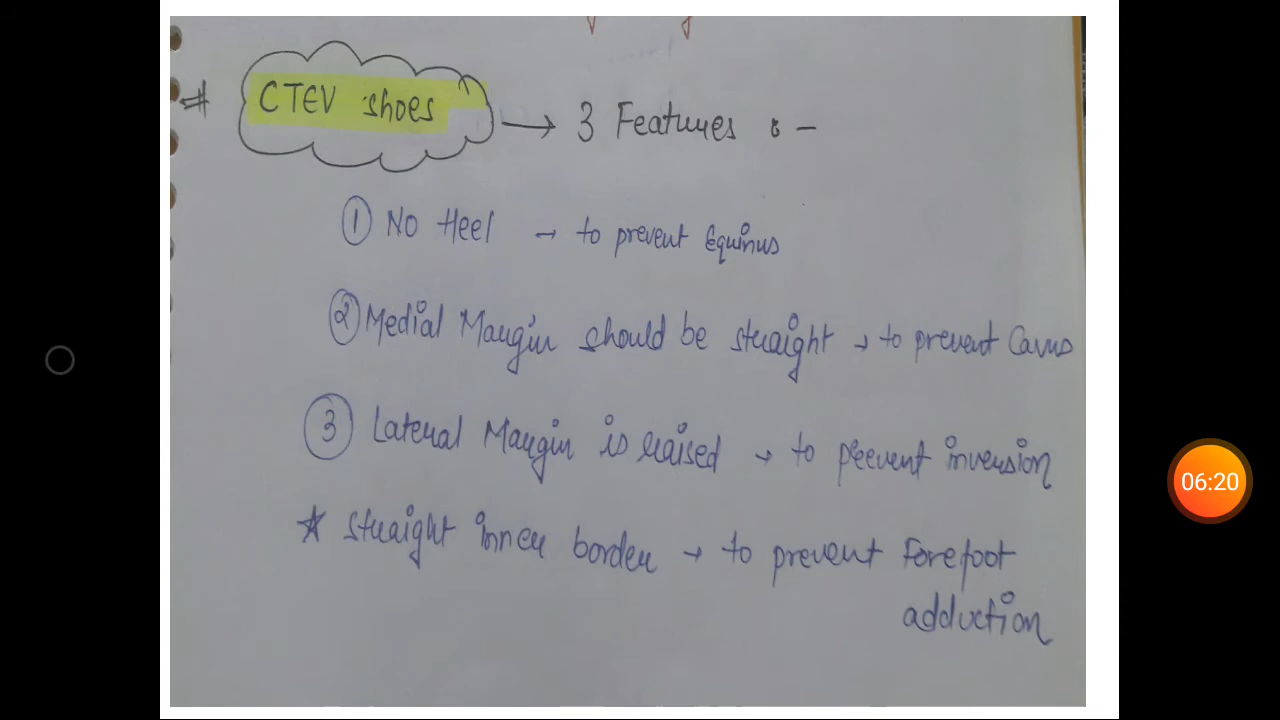 # CTEV shoes → 3 Features :-
① No Heel → to prevent Equinus
② Medial Margin should be straight → to prevent Cavus
③ Lateral Margin is raised → to prevent inversion
☆ straight inner border → to prevent Forefoot
adduction
06:20